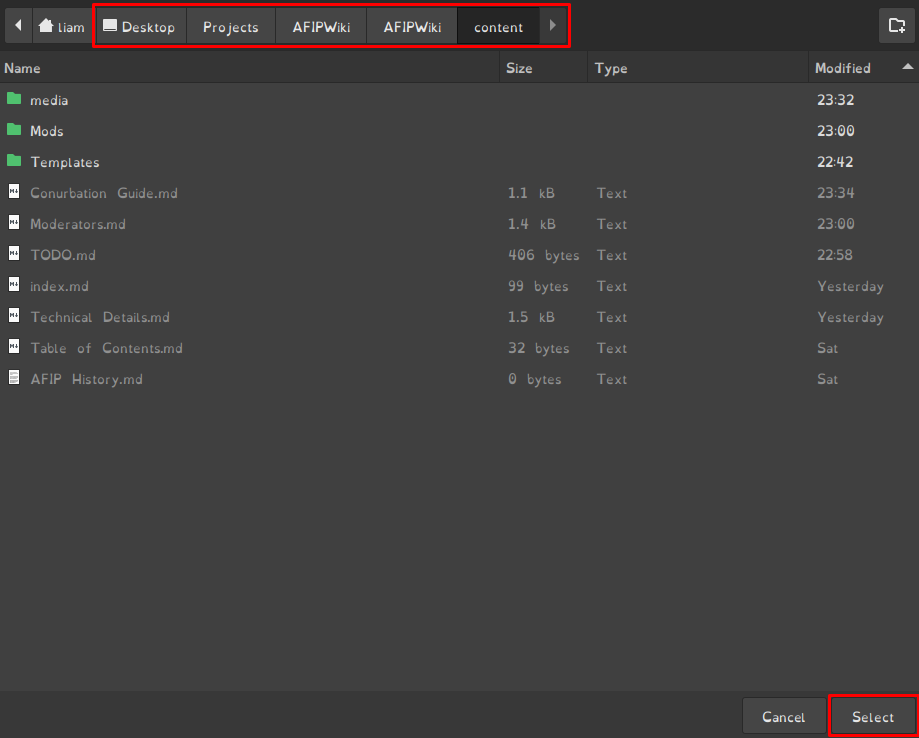 liam Desktop Projects AFIPWiki AFIPWiki content
Name Size Type Modified
media 23:32
Mods 23:00
Templates 22:42
Conurbation Guide.md 1.1 kB Text 23:34
Moderators.md 1.4 kB Text 23:00
TODO.md 406 bytes Text 22:58
index.md 99 bytes Text Yesterday
Technical Details.md 1.5 kB Text Yesterday
Table of Contents.md 32 bytes Text Sat
AFIP History.md 0 bytes Text Sat
Cancel Select